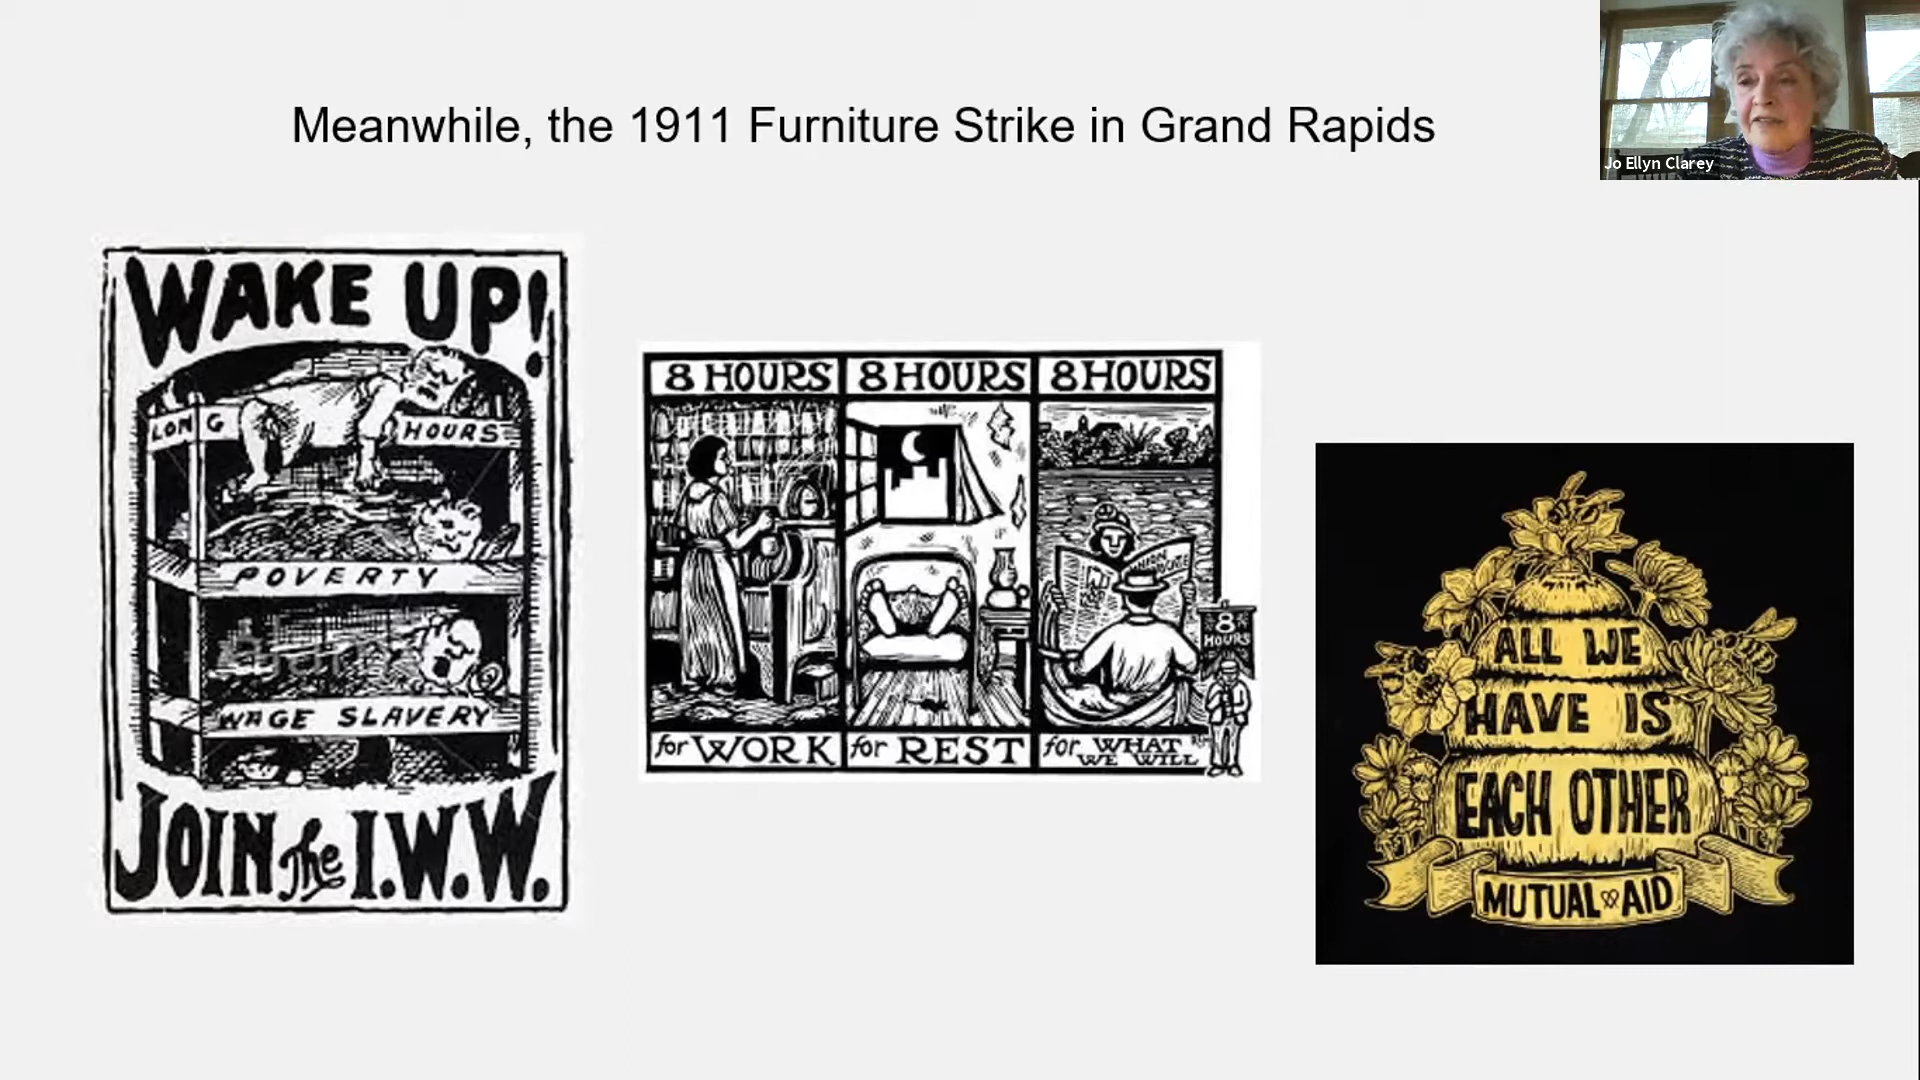 Meanwhile, the 1911 Furniture Strike in Grand Rapids
Jo Ellyn Clarey
WAKE UP!
LONG HOURS
POVERTY
WAGE SLAVERY
JOIN the I.W.W.
8 HOURS 8 HOURS 8 HOURS
8
HOURS
for WORK for REST for WHAT
WE WILL
ALL WE
HAVE IS
EACH OTHER
MUTUAL AID